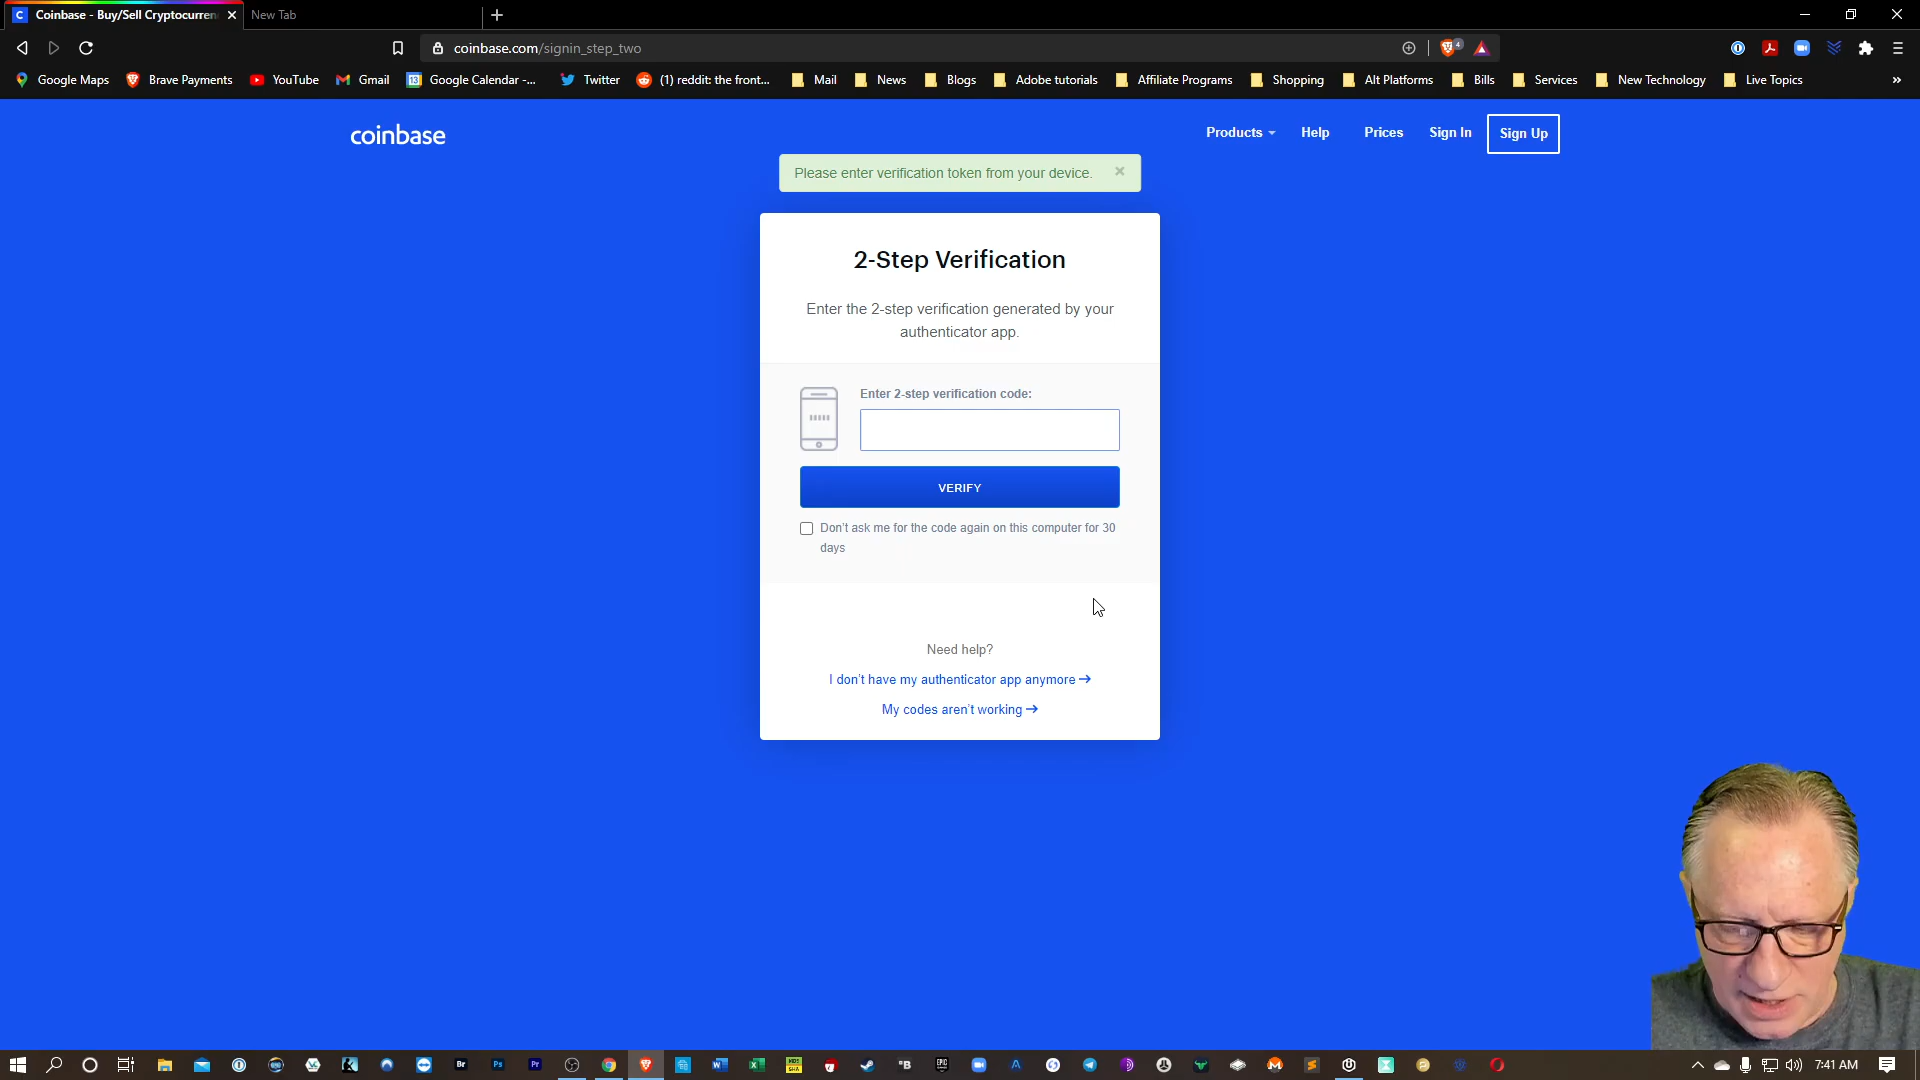 Coinbase - Buy/Sell Cryptocurren
New Tab
coinbase.com/signin_step_two
4
Google Maps
Brave Payments
YouTube
Gmail
Google Calendar -...
Twitter
(1) reddit: the front...
Mail
News
Blogs
Adobe tutorials
Affiliate Programs
Shopping
Alt Platforms
Bills
Services
New Technology
Live Topics
coinbase
Products
Help
Prices
Sign In
Sign Up
Please enter verification token from your device.
2-Step Verification
Enter the 2-step verification generated by your
authenticator app.
Enter 2-step verification code:
VERIFY
Don't ask me for the code again on this computer for 30
days
Need help?
I don't have my authenticator app anymore
My codes aren't working
Br
Ps
Pr
7:41 AM